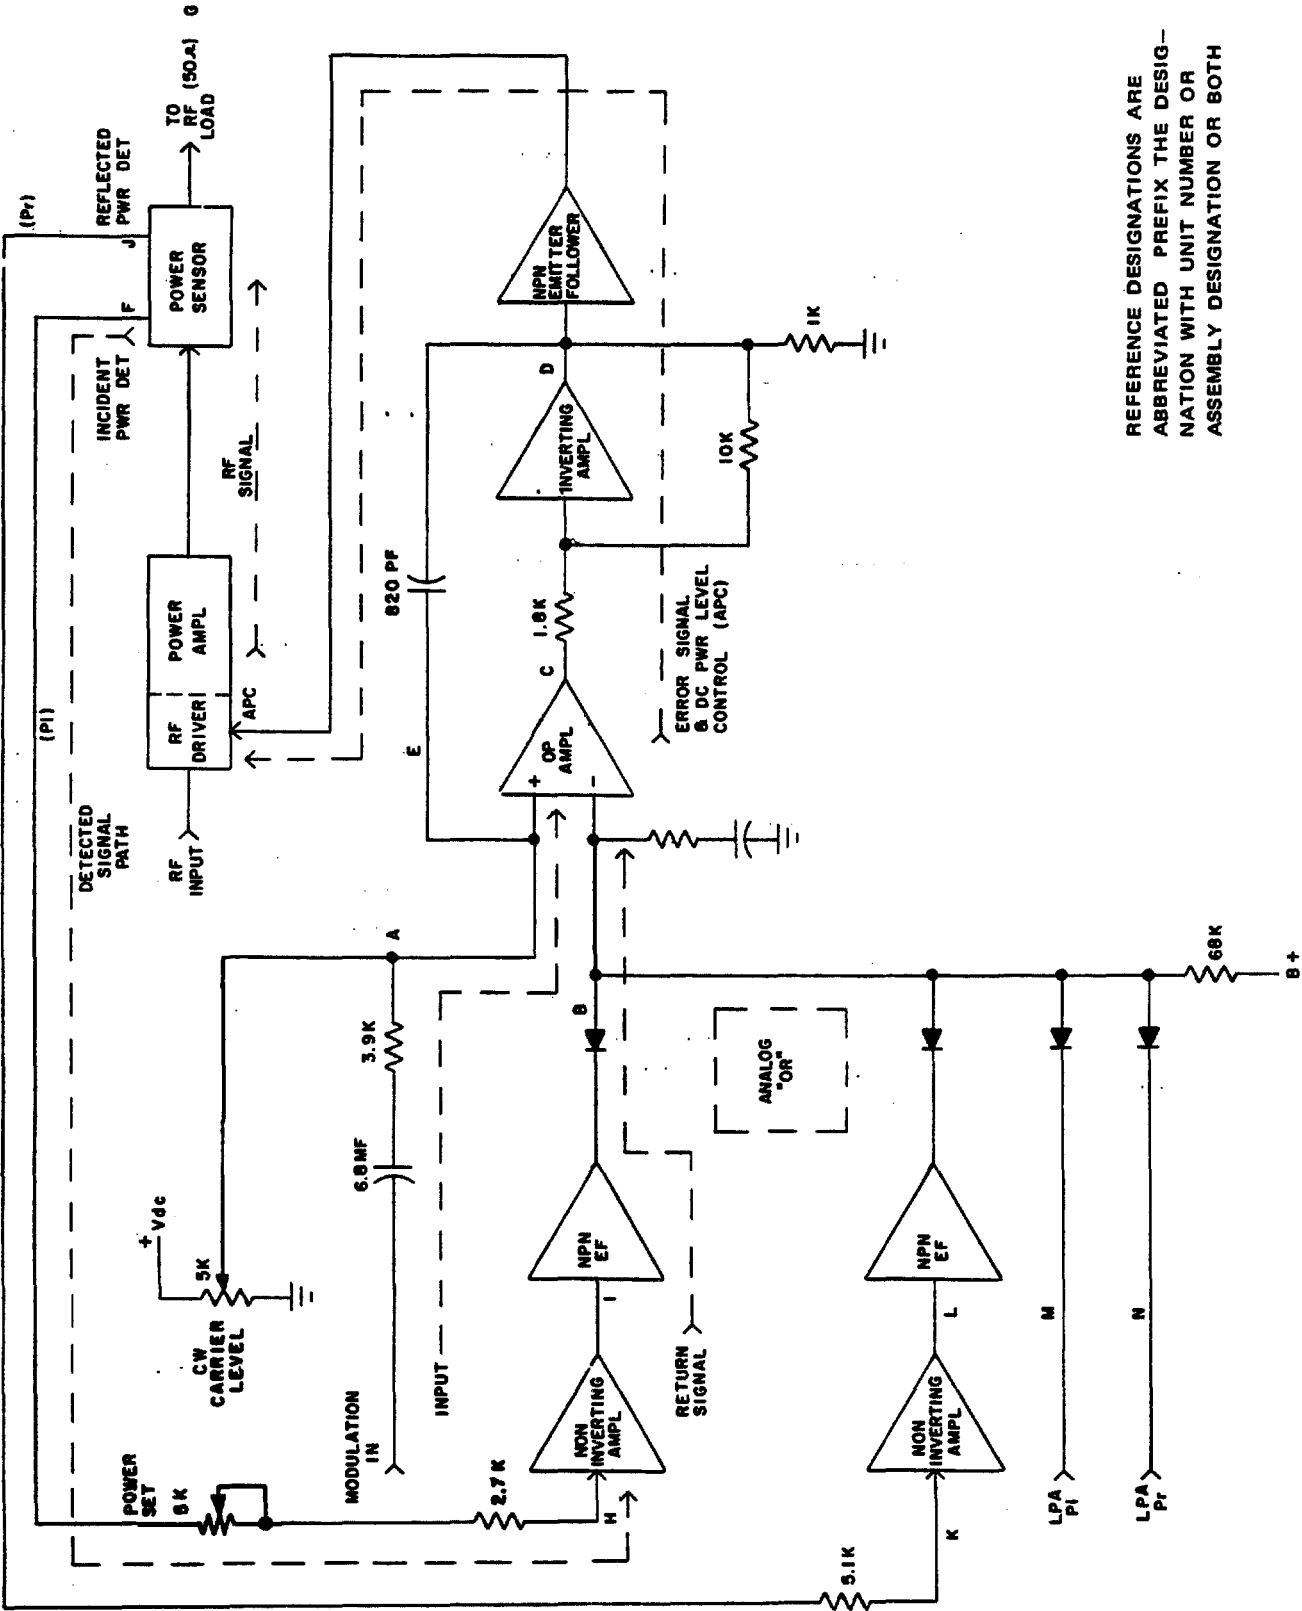 (Pr)
REFLECTED
PWR DET
J
TO
RF (50Ω) G
LOAD
POWER
SENSOR
F
INCIDENT
PWR DET
(PI)
RF
SIGNAL
POWER
AMPL
RF
DRIVER
APC
RF
INPUT
DETECTED
SIGNAL
PATH
+
Vdc
5K
CW
CARRIER
LEVEL
POWER
SET
MODULATION
IN
6.8MF
3.9K
A
E
820 PF
INPUT
2.7K
H
NON
INVERTING
AMPL
I
NPN
EF
B
+
-
OP
AMPL
C
1.8K
INVERTING
AMPL
D
NPN
EMITTER
FOLLOWER
10K
1K
ERROR SIGNAL
& DC PWR LEVEL
CONTROL (APC)
RETURN
SIGNAL
ANALOG
"OR"
5.1K
K
NON
INVERTING
AMPL
L
NPN
EF
LPA
PI
M
LPA
Pr
N
68K
B+
REFERENCE DESIGNATIONS ARE
ABBREVIATED PREFIX THE DESIG-
NATION WITH UNIT NUMBER OR
ASSEMBLY DESIGNATION OR BOTH